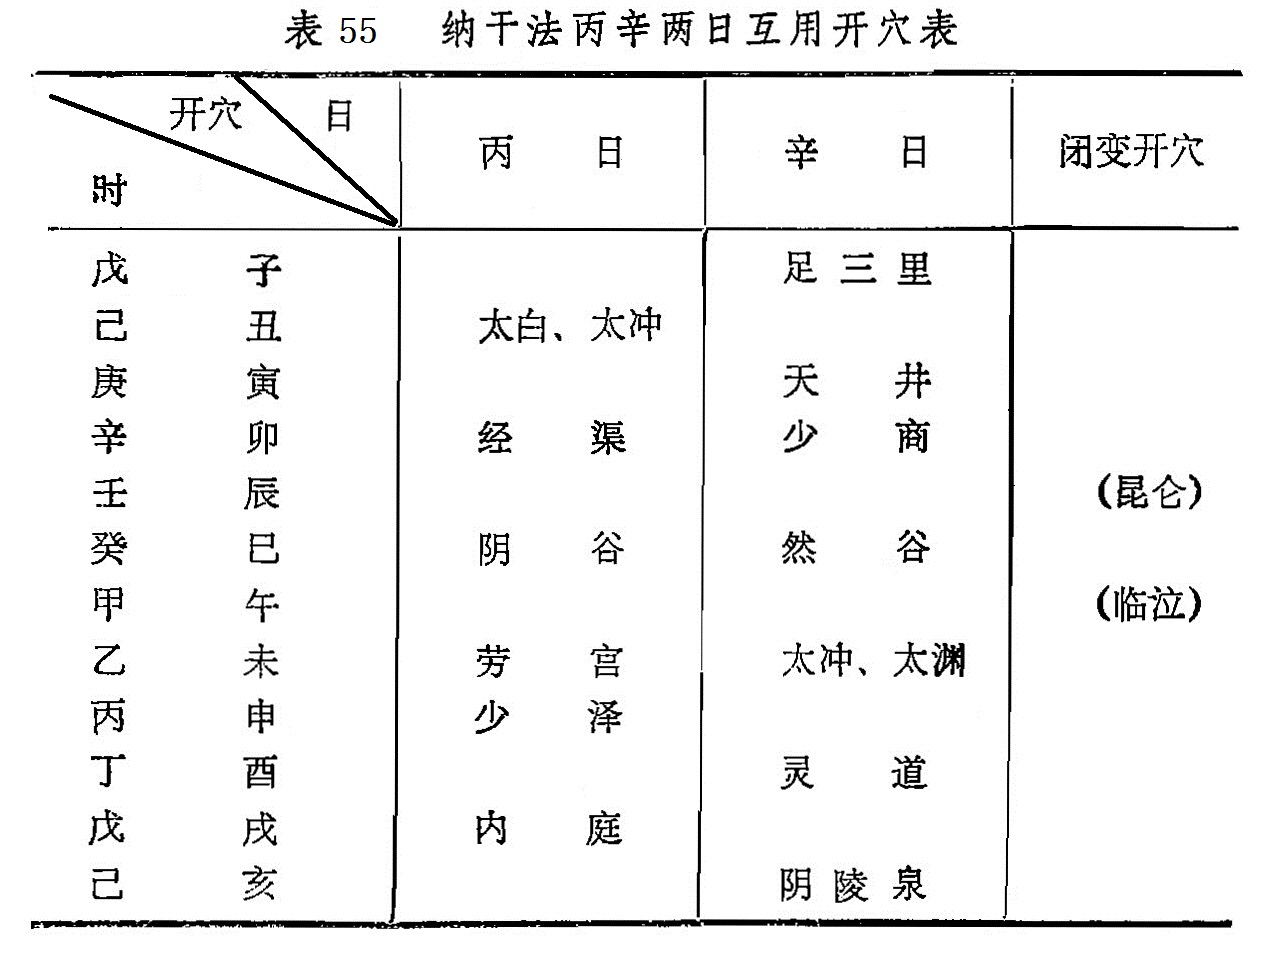 表 55 纳干法丙辛两日互用开穴表
开穴 日 丙 日 辛 日 闭变开穴
时
戊 子 足三里
己 丑 太白、太冲
庚 寅 天 井
辛 卯 经 渠 少 商
壬 辰 (昆仑)
癸 巳 阴 谷 然 谷
甲 午 (临泣)
乙 未 劳 宫 太冲、太渊
丙 申 少 泽
丁 酉 灵 道
戊 戌 内 庭
己 亥 阴陵泉